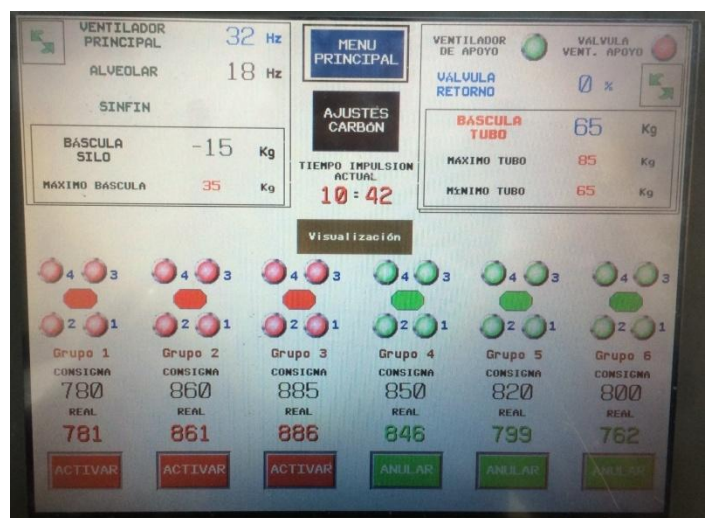 VENTILADOR PRINCIPAL 32 Hz
ALVEOLAR 18 Hz
SINFIN
BASCULA SILO -15 Kg
MAXIMO BASCULA 35 Kg
MENU PRINCIPAL
AJUSTES CARBÓN
TIEMPO IMPULSION ACTUAL
10:42
Visualización
VENTILADOR DE APOYO
VALVULA VENT. APOYO
VÁLVULA RETORNO 0 %
BÁSCULA TUBO 65 Kg
MAXIMO TUBO 85 Kg
MINIMO TUBO 65 Kg
4 3 4 3 4 3 4 3 4 3 4 3
2 1 2 1 2 1 2 1 2 1 2 1
Grupo 1 Grupo 2 Grupo 3 Grupo 4 Grupo 5 Grupo 6
CONSIGNA CONSIGNA CONSIGNA CONSIGNA CONSIGNA CONSIGNA
780 860 885 850 820 800
REAL REAL REAL REAL REAL REAL
781 861 886 846 799 762
ACTIVAR ACTIVAR ACTIVAR ANULAR ANULAR ANULAR